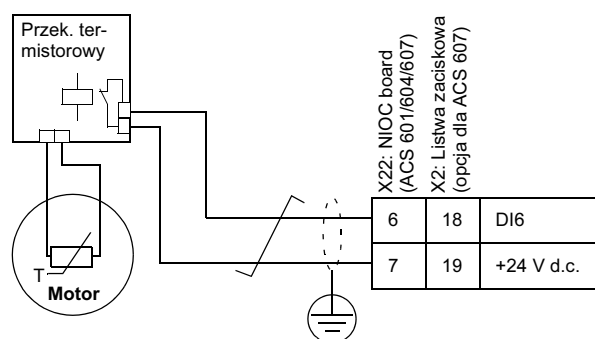 Przek. ter-
mistorowy
X22: NIOC board
(ACS 601/604/607)
X2: Listwa zaciskowa
(opcja dla ACS 607)
6 18 DI6
7 19 +24 V d.c.
T
Motor